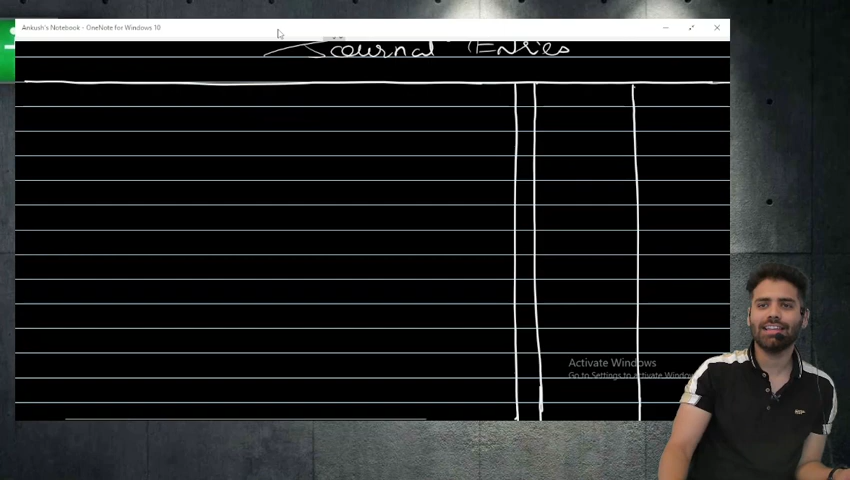 Ankush's Notebook - OneNote for Windows 10
Journal Entries
Activate Windows
Go to Settings to activate Windows